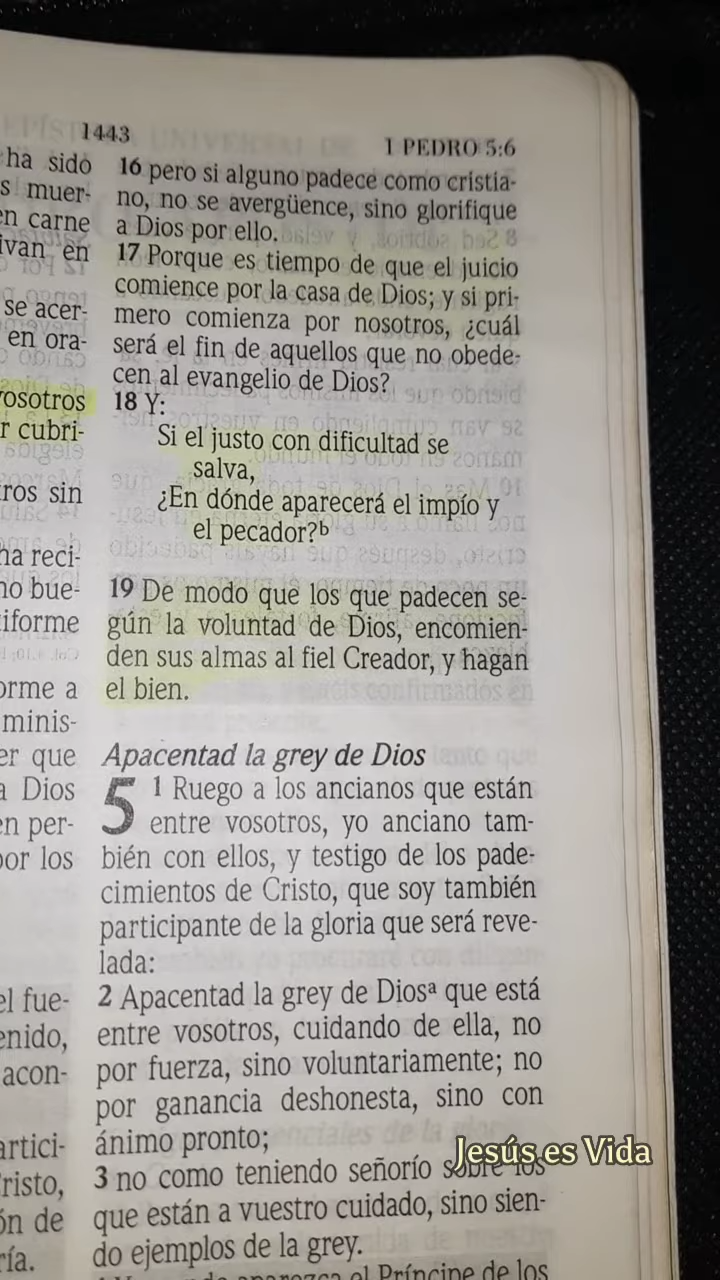 1443
1 PEDRO 5:6
ha sido
s muer-
en carne
ivan en
se acer-
en ora-
vosotros
r cubri-
ros sin
ha reci-
no bue-
iforme
orme a
minis-
er que
a Dios
en per-
por los
el fue-
enido,
acon-
artici-
risto,
ón de
ría.
16 pero si alguno padece como cristia-
no, no se avergüence, sino glorifique
a Dios por ello.
17 Porque es tiempo de que el juicio
comience por la casa de Dios; y si pri-
mero comienza por nosotros, ¿cuál
será el fin de aquellos que no obede-
cen al evangelio de Dios?
18 Y:
Si el justo con dificultad se
salva,
¿En dónde aparecerá el impío y
el pecador?b
19 De modo que los que padecen se-
gún la voluntad de Dios, encomien-
den sus almas al fiel Creador, y hagan
el bien.
Apacentad la grey de Dios
5 1 Ruego a los ancianos que están
entre vosotros, yo anciano tam-
bién con ellos, y testigo de los pade-
cimientos de Cristo, que soy también
participante de la gloria que será reve-
lada:
2 Apacentad la grey de Diosa que está
entre vosotros, cuidando de ella, no
por fuerza, sino voluntariamente; no
por ganancia deshonesta, sino con
ánimo pronto;
3 no como teniendo señorío sobre los
que están a vuestro cuidado, sino sien-
do ejemplos de la grey.
el Príncipe de los
Jesús es Vida